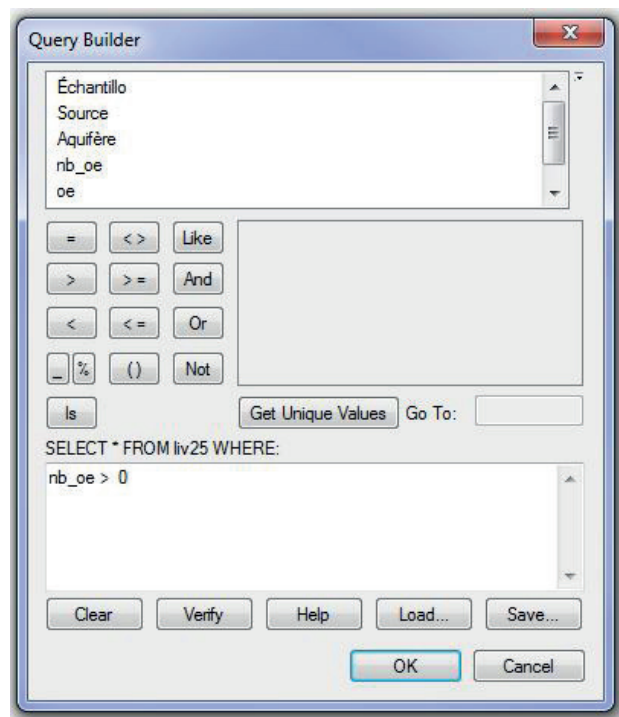 Query Builder
Échantillo
Source
Aquifère
nb_oe
oe
= < > Like
> > = And
< < = Or
_ % ( ) Not
Is Get Unique Values Go To:
SELECT * FROM liv25 WHERE:
nb_oe > 0
Clear Verify Help Load... Save...
OK Cancel